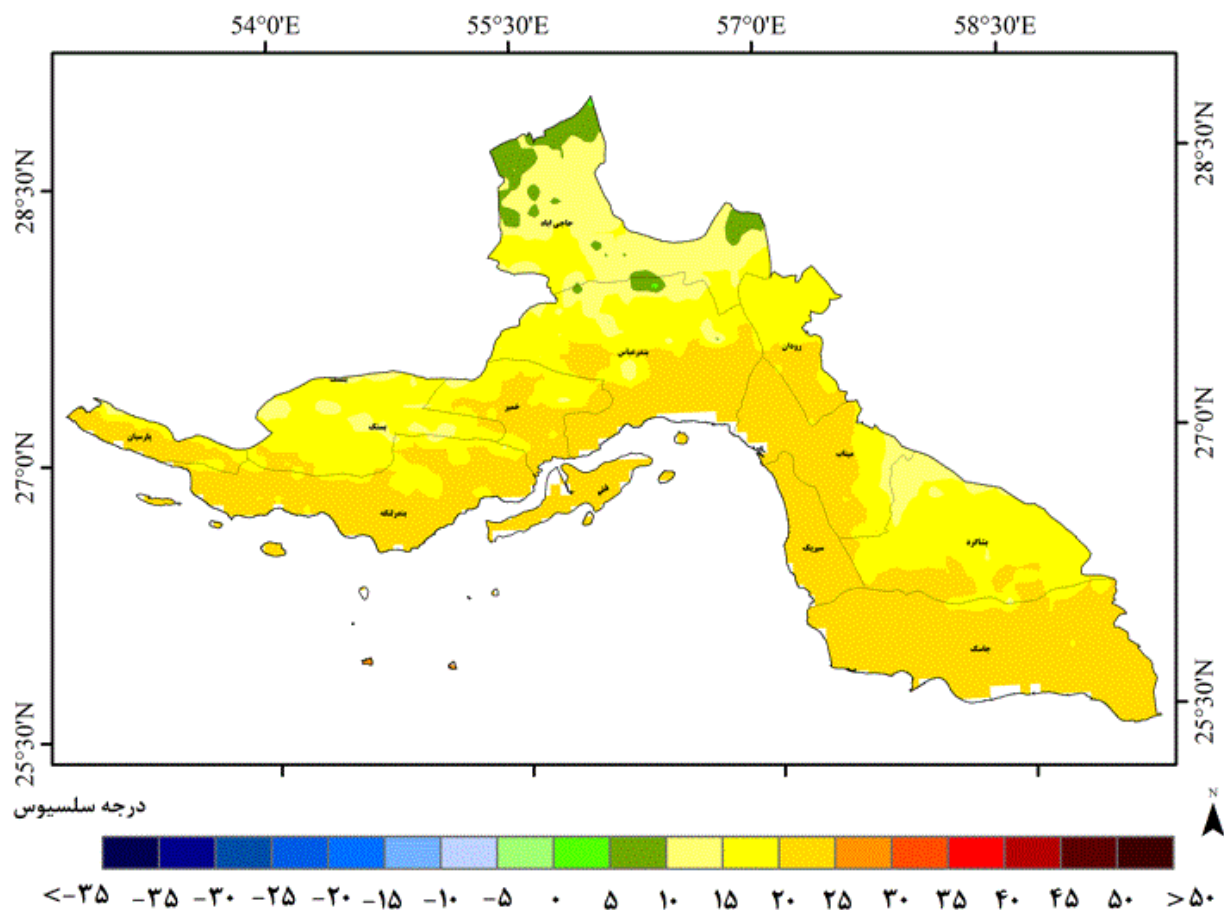 54°0'E 55°30'E 57°0'E 58°30'E
28°30'N
28°30'N
حاجی اباد
رودان
بندرعباس
بستک
خمیر
بستک
پارسیان
27°0'N
27°0'N
میناب
قشم
بندرلنگه
سیریک
بشاگرد
جاسک
25°30'N
25°30'N
درجه سلسیوس
N
<-۳۵ -۳۵ -۳۰ -۲۵ -۲۰ -۱۵ -۱۰ -۵ ۰ ۵ ۱۰ ۱۵ ۲۰ ۲۵ ۳۰ ۳۵ ۴۰ ۴۵ ۵۰ >۵۰